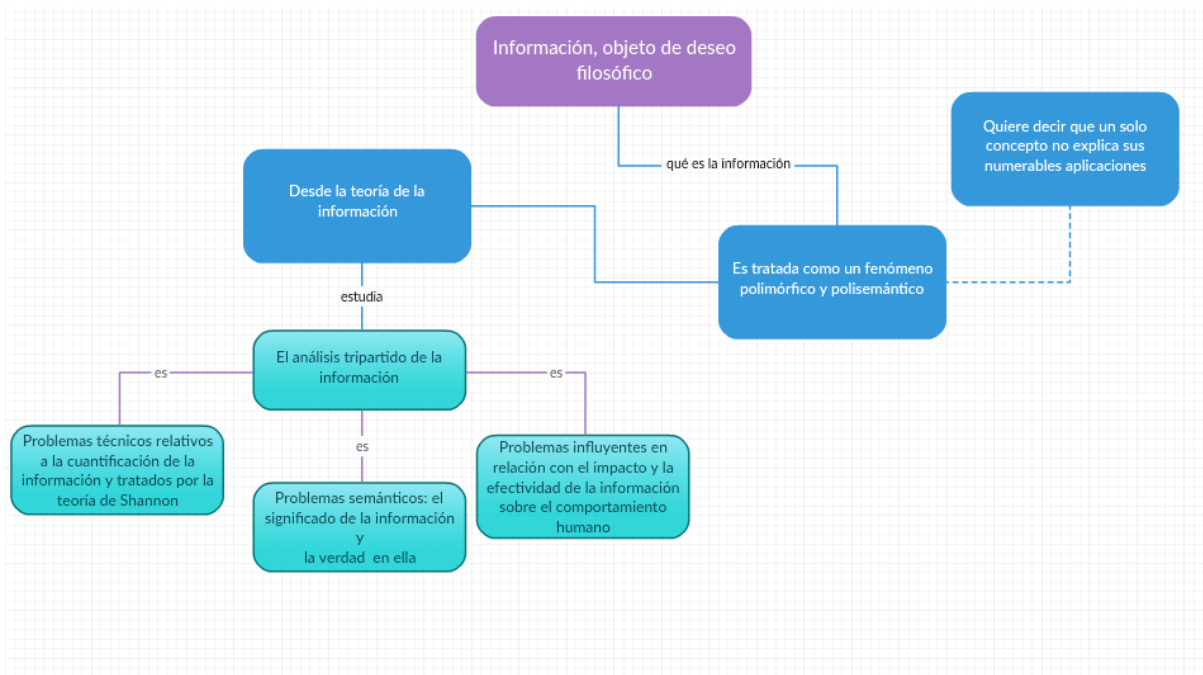 Información, objeto de deseo
filosófico
qué es la información
Quiere decir que un solo
concepto no explica sus
numerables aplicaciones
Es tratada como un fenómeno
polimórfico y polisemántico
Desde la teoría de la
información
estudia
El análisis tripartido de la
información
es
es
es
Problemas técnicos relativos
a la cuantificación de la
información y tratados por la
teoría de Shannon
Problemas semánticos: el
significado de la información
y
la verdad en ella
Problemas influyentes en
relación con el impacto y la
efectividad de la información
sobre el comportamiento
humano